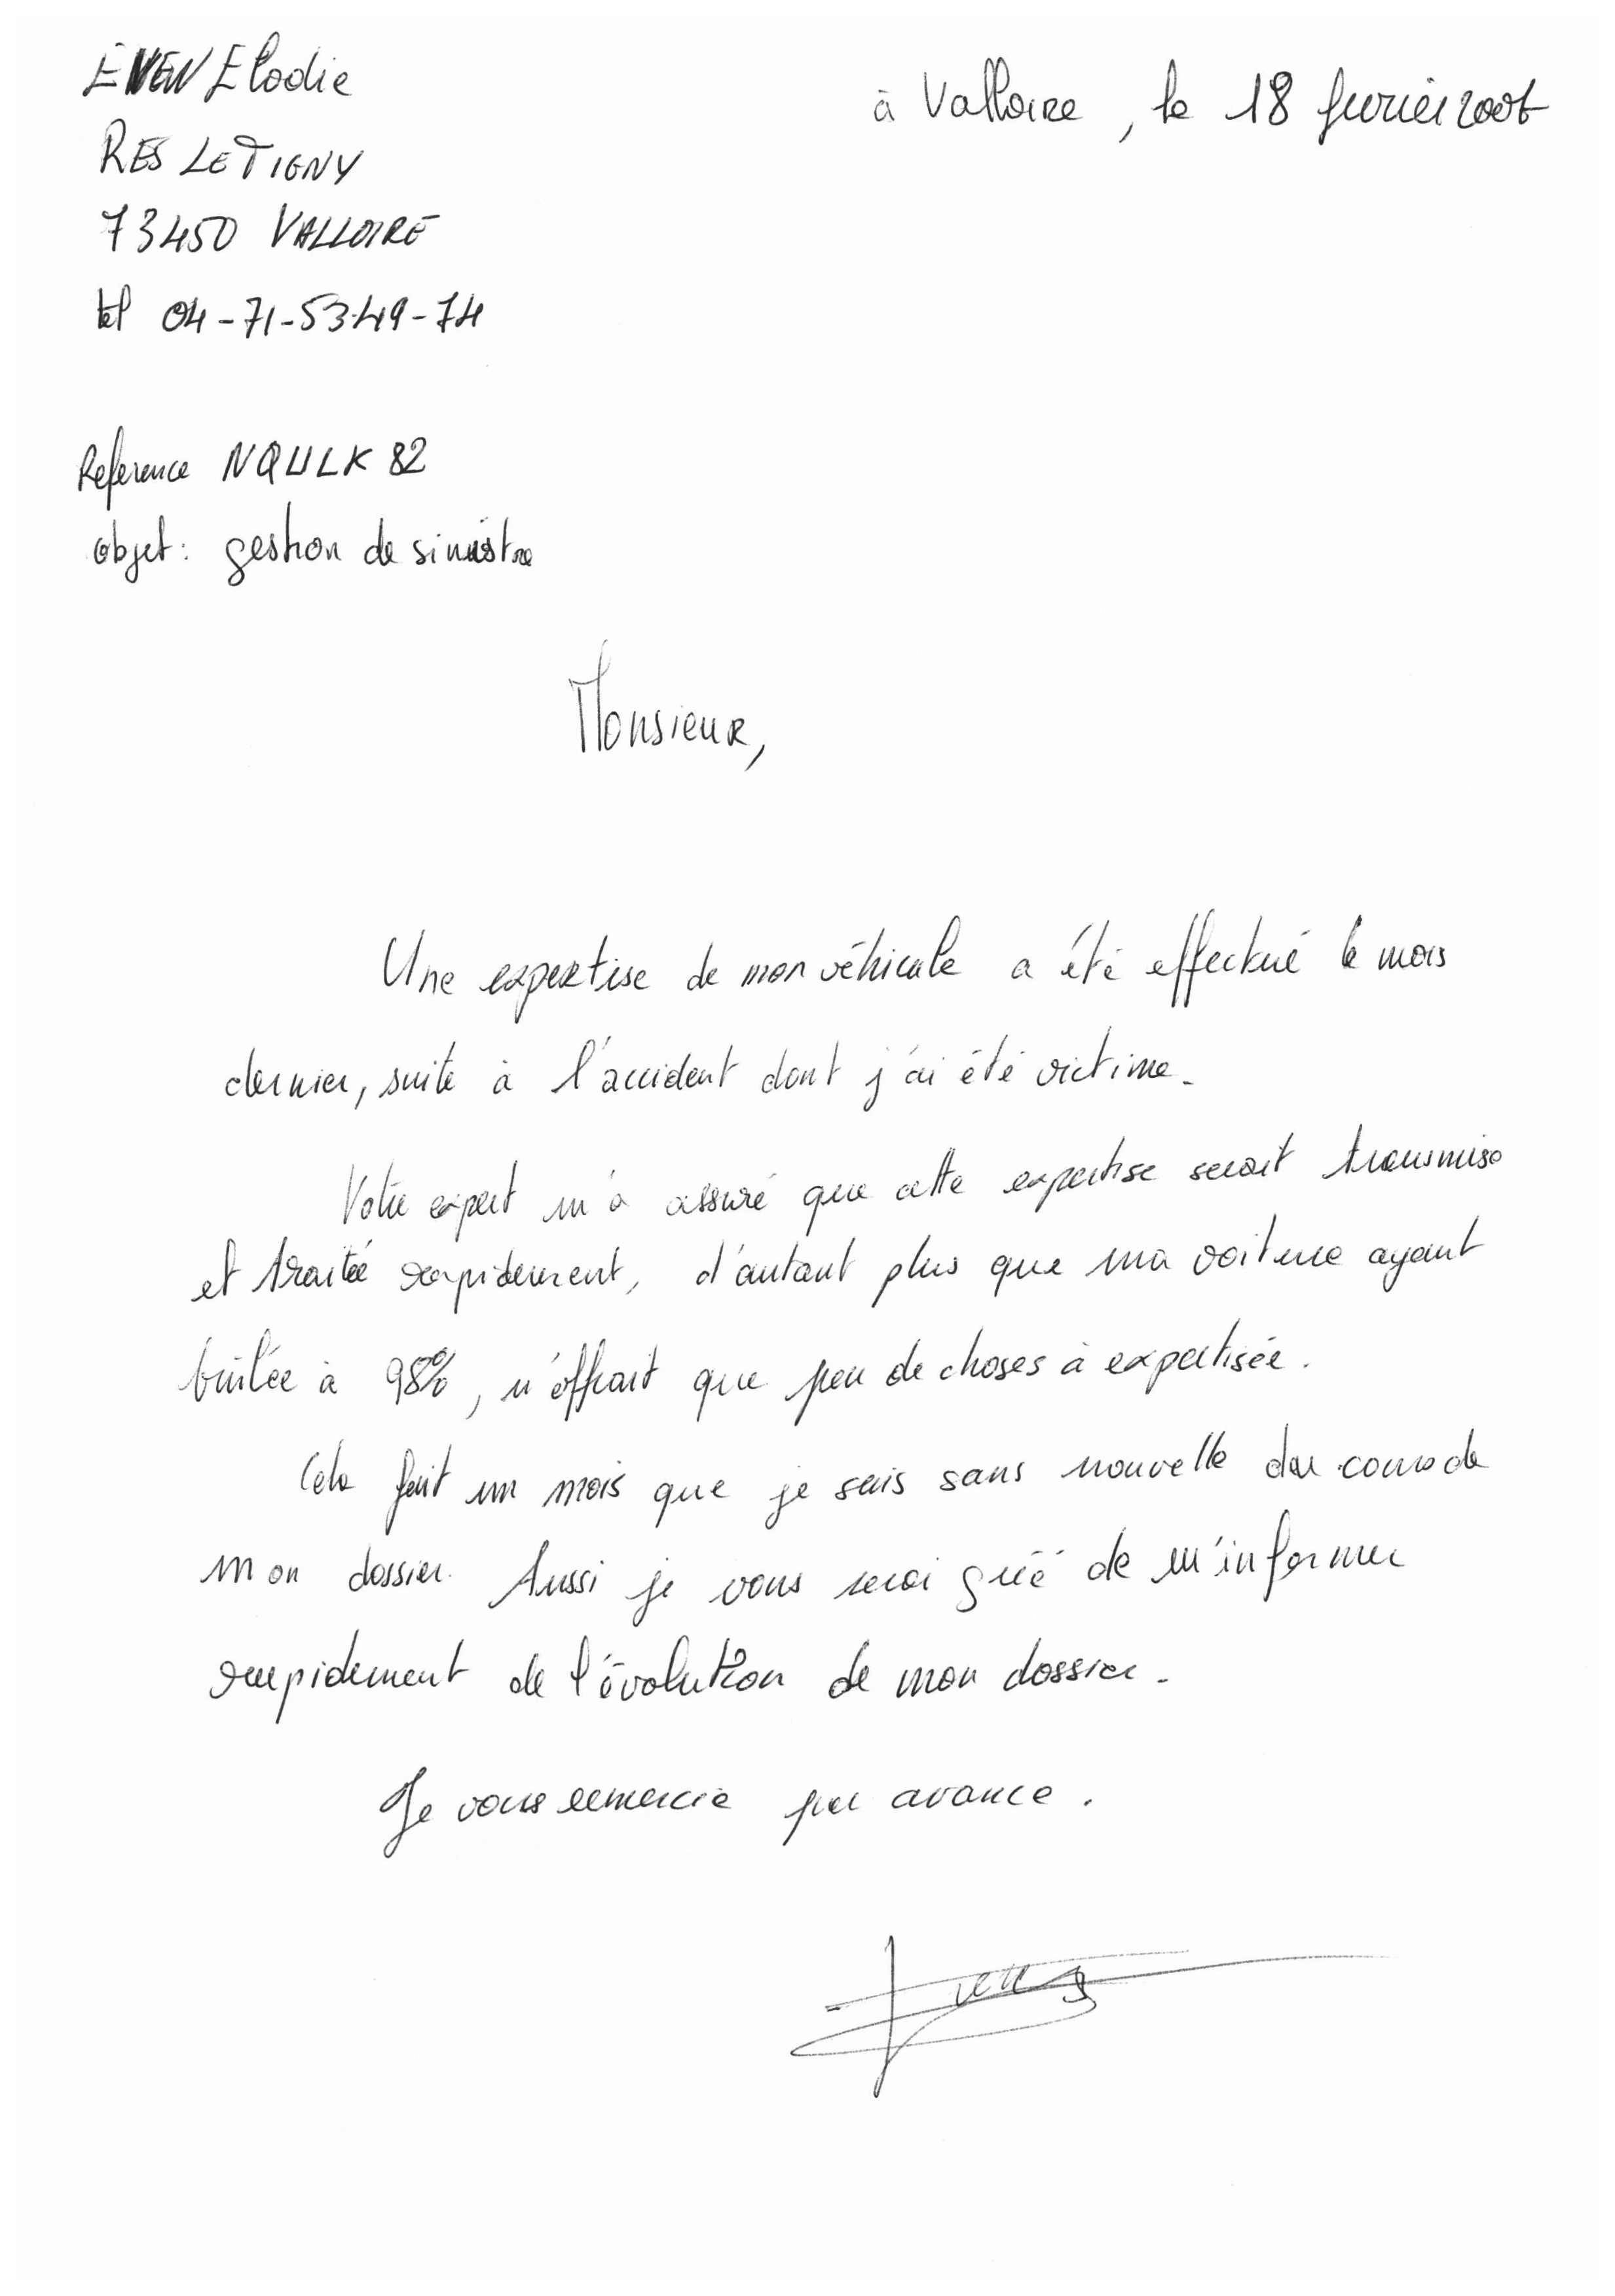 EVEN Elodie
à Valloire, le 18 fevrier 2006
RES LE TIGNY
73450 VALLOIRE
tel 04-71-53-49-74
Reference NQULK 82
objet : gestion de sinistre
Monsieur,
Une expertise de mon véhicule a été effectué le mois
dernier, suite à l'accident dont j'ai été victime.
Votre expert m'a assuré que cette expertise serait transmise
et traitée rapidement, d'autant plus que ma voiture ayant
brûlée à 98%, n'offrait que peu de choses à expertisée.
Cela fait un mois que je suis sans nouvelle du cours de
mon dossier. Aussi je vous serai gréé de m'informer
rapidement de l'évolution de mon dossier.
Je vous remercie par avance.